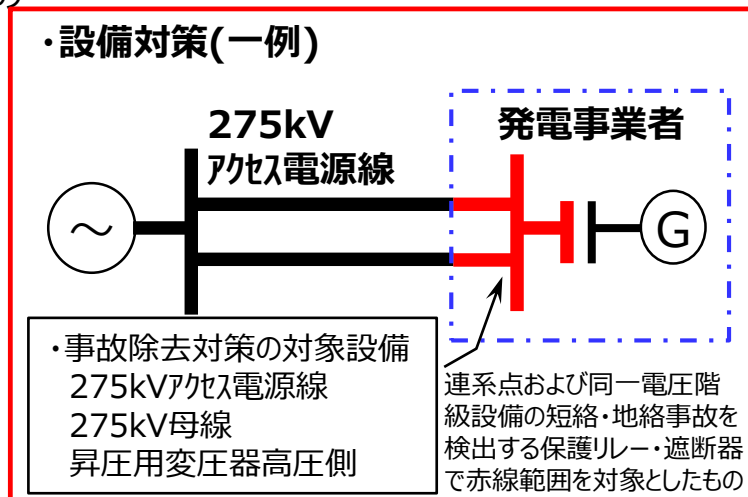 ・設備対策(一例)
275kV
アクセス電源線
発電事業者
～
G
・事故除去対策の対象設備
275kVアクセス電源線
275kV母線
昇圧用変圧器高圧側
連系点および同一電圧階
級設備の短絡・地絡事故を
検出する保護リレー・遮断器
で赤線範囲を対象としたもの